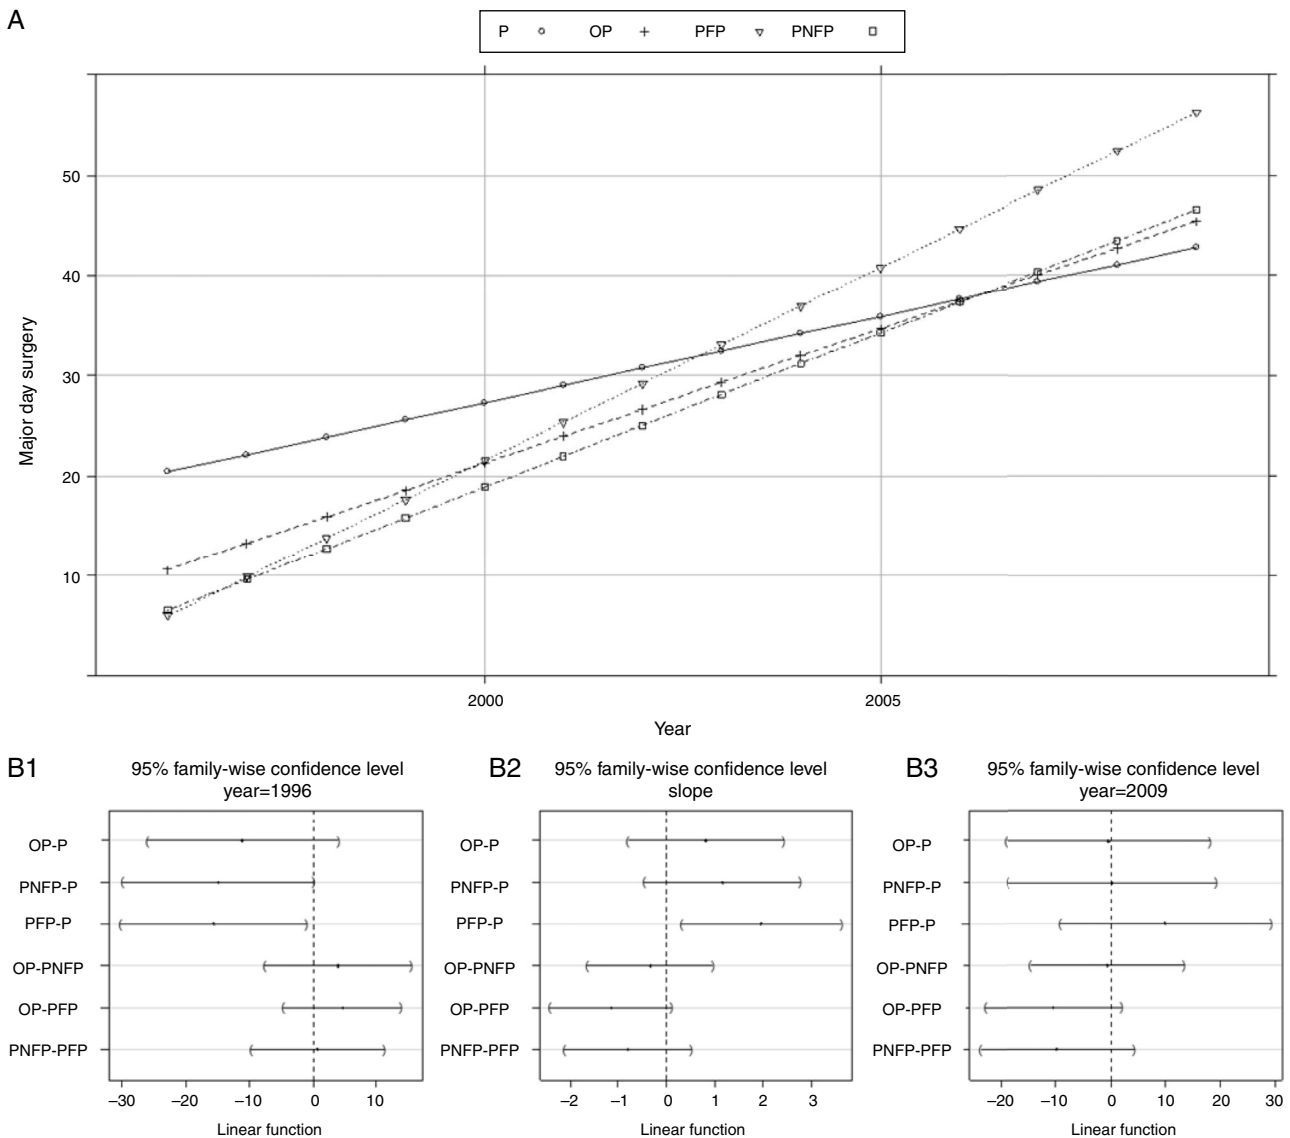 A
P OP PFP PNFP
50
40
30
20
10
Major day surgery
2000 2005
Year
B1
95% family-wise confidence level
year=1996
OP-P
PNFP-P
PFP-P
OP-PNFP
OP-PFP
PNFP-PFP
–30 –20 –10 0 10
Linear function
B2
95% family-wise confidence level
slope
OP-P
PNFP-P
PFP-P
OP-PNFP
OP-PFP
PNFP-PFP
–2 –1 0 1 2 3
Linear function
B3
95% family-wise confidence level
year=2009
OP-P
PNFP-P
PFP-P
OP-PNFP
OP-PFP
PNFP-PFP
–20 –10 0 10 20 30
Linear function